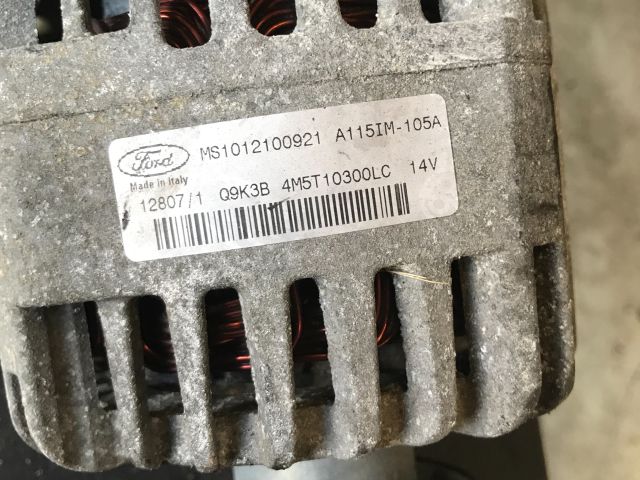 Ford MS1012100921 A115IM-105A
Made in Italy
12807/1 Q9K3B 4M5T10300LC 14V